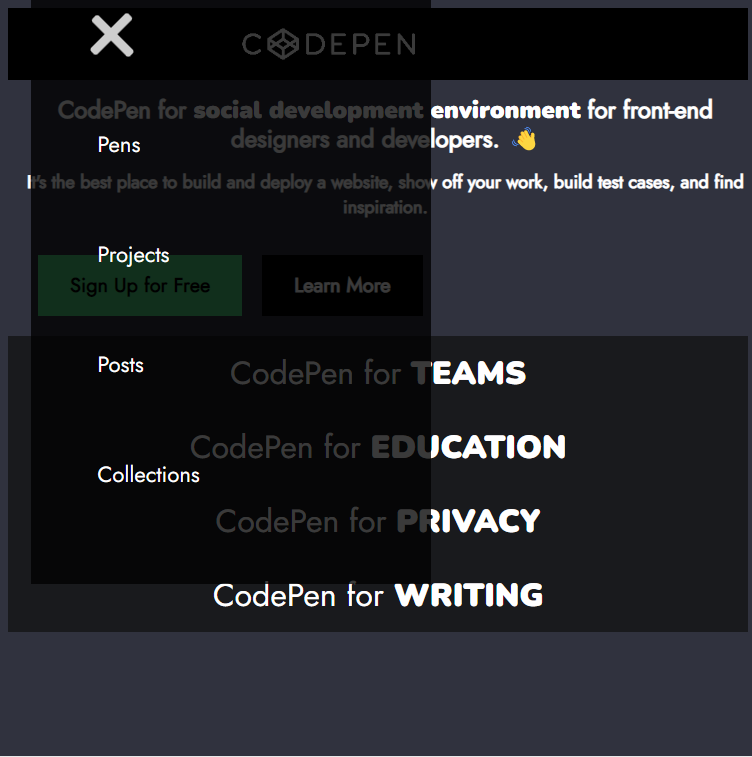 CODEPEN
CodePen for social development environment for front-end
designers and developers. 👋
Pens
It's the best place to build and deploy a website, show off your work, build test cases, and find
inspiration.
Projects
Sign Up for Free
Learn More
Posts
CodePen for TEAMS
CodePen for EDUCATION
Collections
CodePen for PRIVACY
CodePen for WRITING